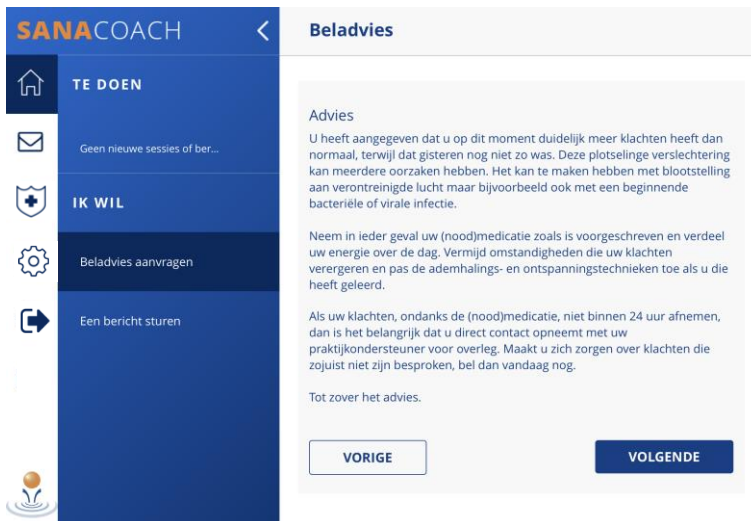 SANACOACH
TE DOEN
Geen nieuwe sessies of ber...
IK WIL
Beladvies aanvragen
Een bericht sturen
Beladvies
Advies
U heeft aangegeven dat u op dit moment duidelijk meer klachten heeft dan
normaal, terwijl dat gisteren nog niet zo was. Deze plotselinge verslechtering
kan meerdere oorzaken hebben. Het kan te maken hebben met blootstelling
aan verontreinigde lucht maar bijvoorbeeld ook met een beginnende
bacteriële of virale infectie.
Neem in ieder geval uw (nood)medicatie zoals is voorgeschreven en verdeel
uw energie over de dag. Vermijd omstandigheden die uw klachten
verergeren en pas de ademhalings- en ontspanningstechnieken toe als u die
heeft geleerd.
Als uw klachten, ondanks de (nood)medicatie, niet binnen 24 uur afnemen,
dan is het belangrijk dat u direct contact opneemt met uw
praktijkondersteuner voor overleg. Maakt u zich zorgen over klachten die
zojuist niet zijn besproken, bel dan vandaag nog.
Tot zover het advies.
VORIGE
VOLGENDE